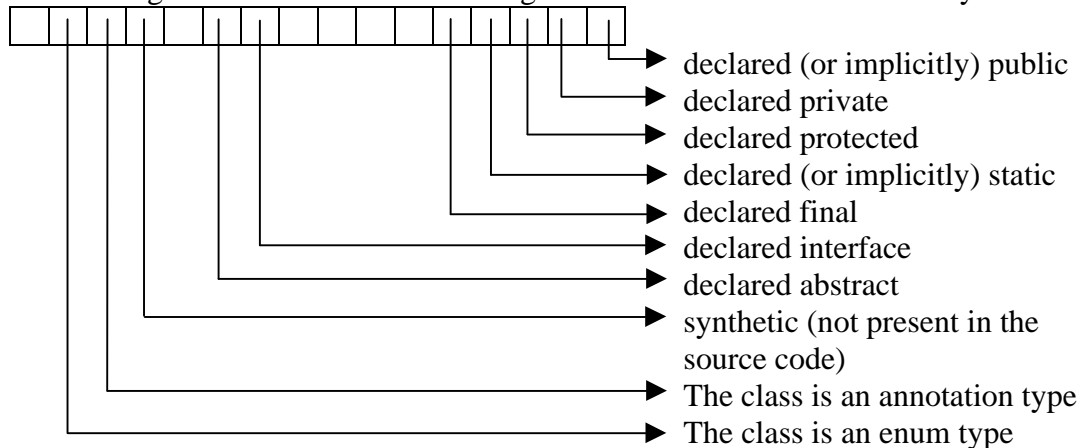 declared (or implicitly) public
declared private
declared protected
declared (or implicitly) static
declared final
declared interface
declared abstract
synthetic (not present in the
source code)
The class is an annotation type
The class is an enum type